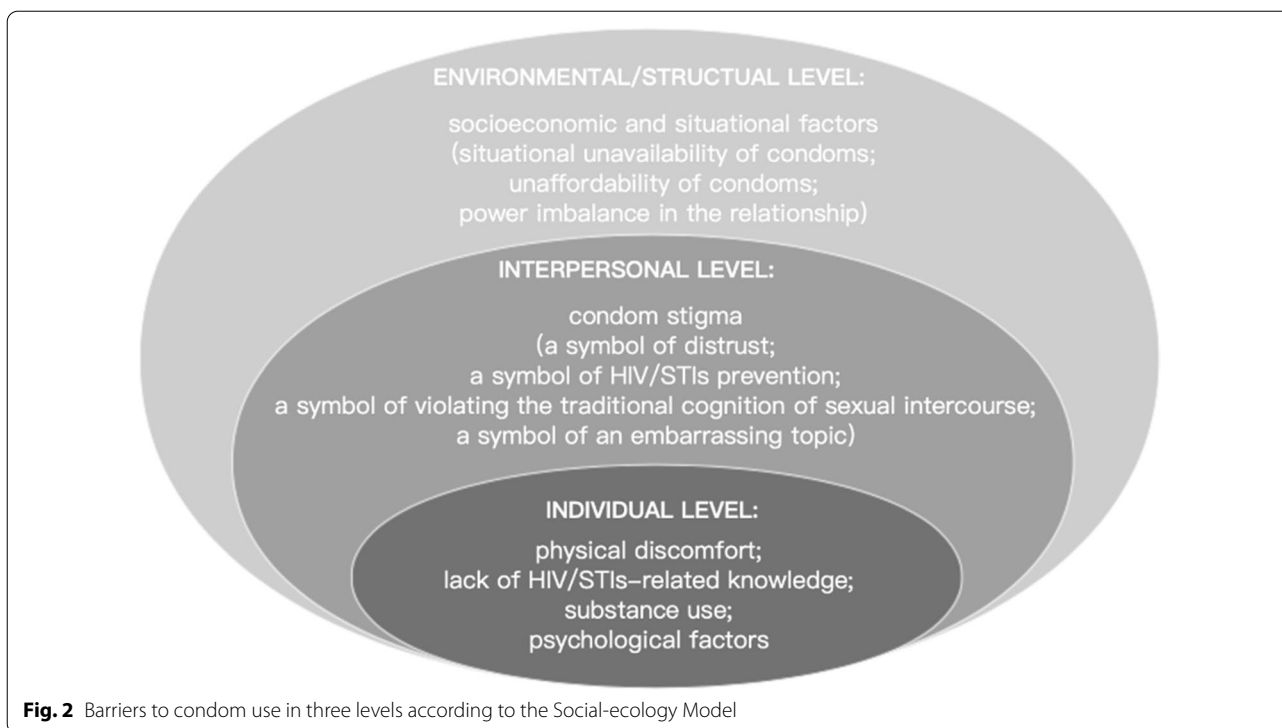 ENVIRONMENTAL/STRUCTUAL LEVEL:
socioeconomic and situational factors
(situational unavailability of condoms;
unaffordability of condoms;
power imbalance in the relationship)
INTERPERSONAL LEVEL:
condom stigma
(a symbol of distrust;
a symbol of HIV/STIs prevention;
a symbol of violating the traditional cognition of sexual intercourse;
a symbol of an embarrassing topic)
INDIVIDUAL LEVEL:
physical discomfort;
lack of HIV/STIs-related knowledge;
substance use;
psychological factors
Fig. 2 Barriers to condom use in three levels according to the Social-ecology Model